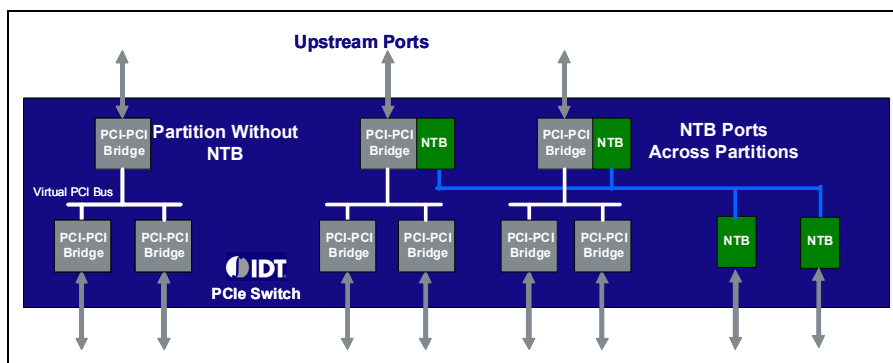 Upstream Ports
PCI-PCI
Bridge
Partition Without
NTB
PCI-PCI
Bridge
NTB
PCI-PCI
Bridge
NTB
NTB Ports
Across Partitions
Virtual PCI Bus
PCI-PCI
Bridge
PCI-PCI
Bridge
PCI-PCI
Bridge
PCI-PCI
Bridge
PCI-PCI
Bridge
PCI-PCI
Bridge
NTB
NTB
IDT
PCIe Switch